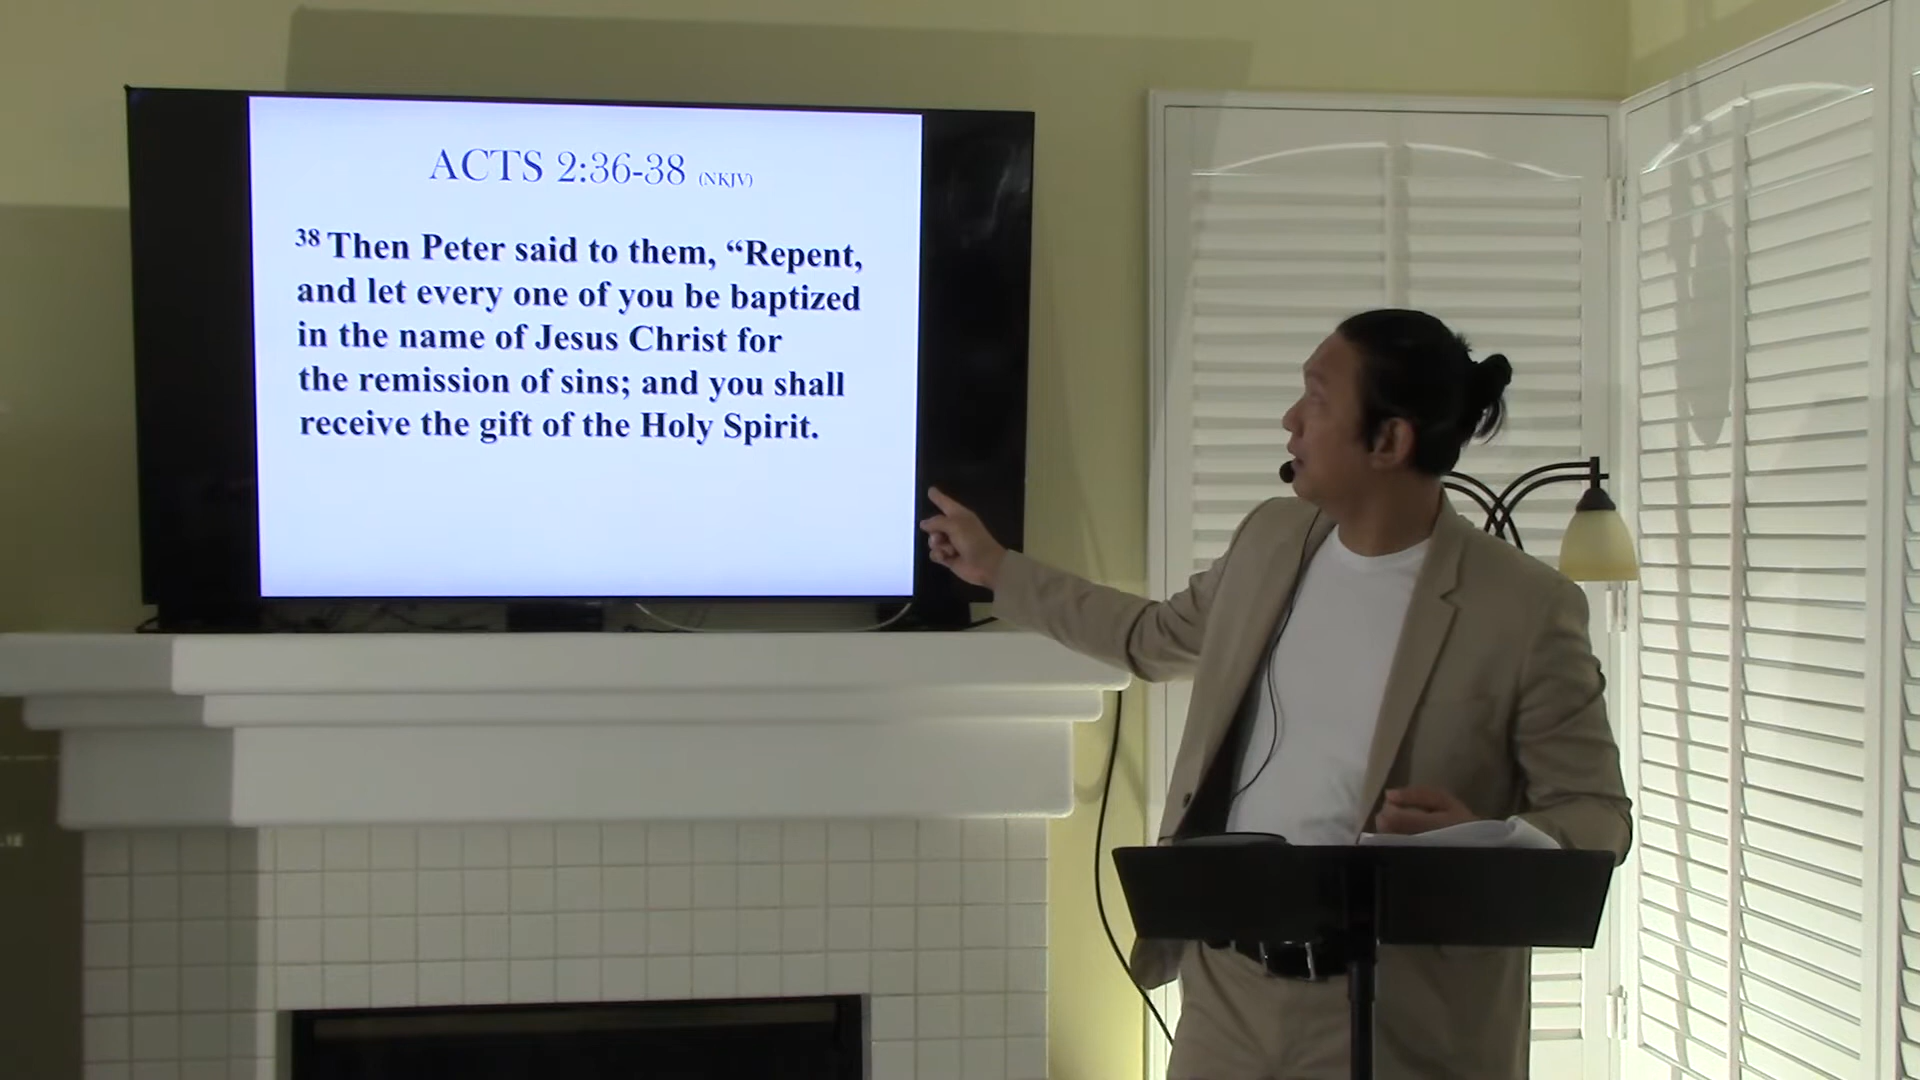 ACTS 2:36-38 (NKJV)
38 Then Peter said to them, “Repent,
and let every one of you be baptized
in the name of Jesus Christ for
the remission of sins; and you shall
receive the gift of the Holy Spirit.